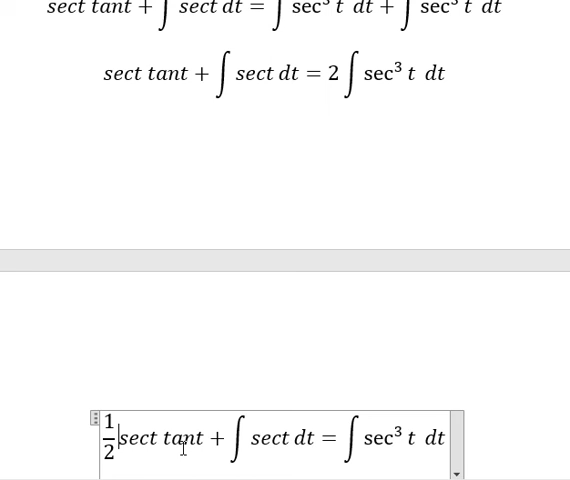 sect tant + ∫ sect dt = ∫ sec³ t dt + ∫ sec³ t dt
sect tant + ∫ sect dt = 2 ∫ sec³ t dt
1/2 sect tant + ∫ sect dt = ∫ sec³ t dt